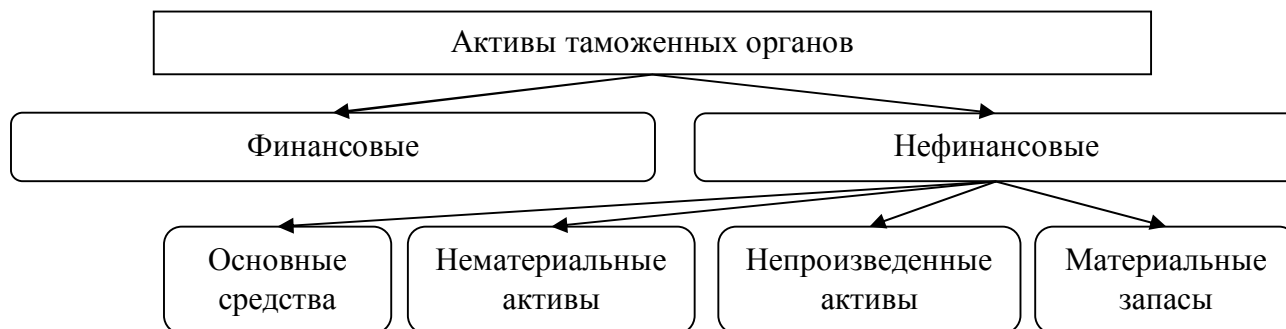 Активы таможенных органов
Финансовые
Нефинансовые
Основные
средства
Нематериальные
активы
Непроизведенные
активы
Материальные
запасы